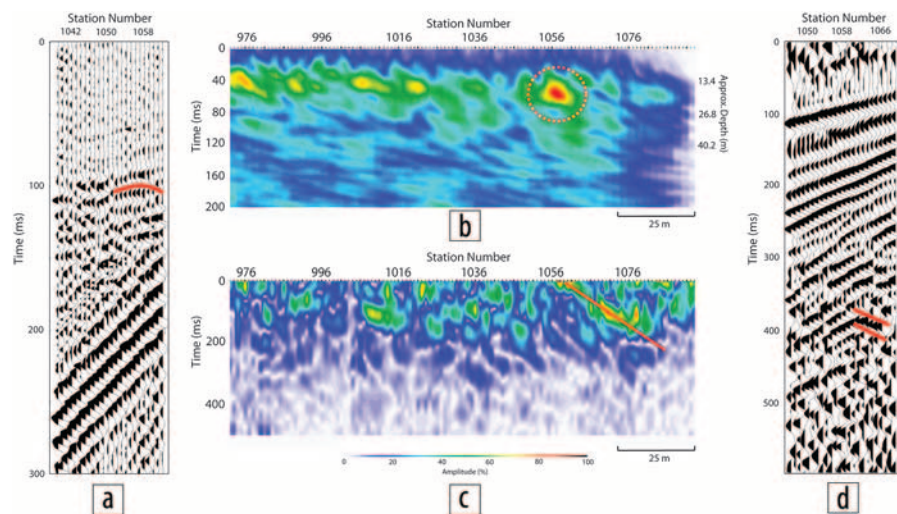 Station Number
1042 1050 1058
0
100
200
300
Time (ms)
a
Station Number
976 996 1016 1036 1056 1076
0
40
80
120
160
200
Time (ms)
13.4
26.8
40.2
Approx. Depth (m)
25 m
b
Station Number
976 996 1016 1036 1056 1076
0
200
400
Time (ms)
0 20 40 60 80 100
Amplitude (%)
25 m
c
Station Number
1050 1058 1066
0
100
200
300
400
500
Time (ms)
d